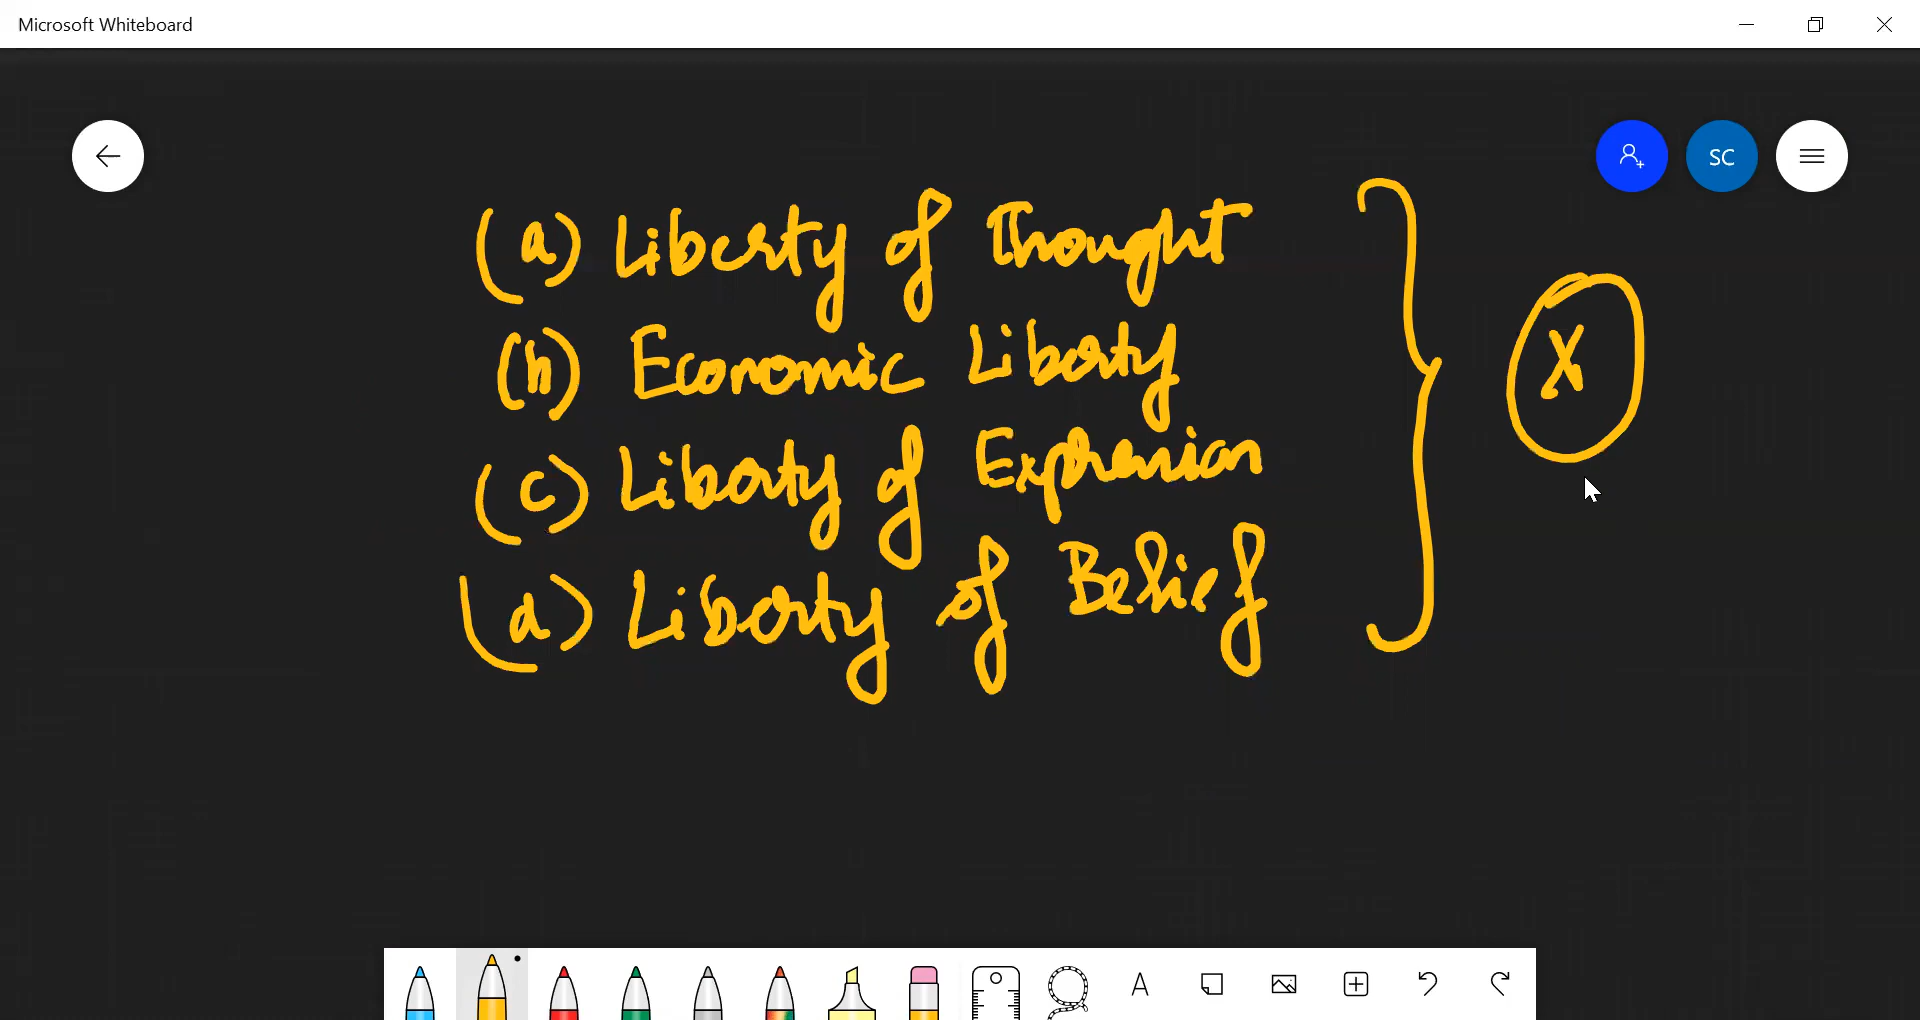 Microsoft Whiteboard
SC
(a) Liberty of Thought
(b) Economic Liberty
(c) Liberty of Expression
(d) Liberty of Belief
X
A